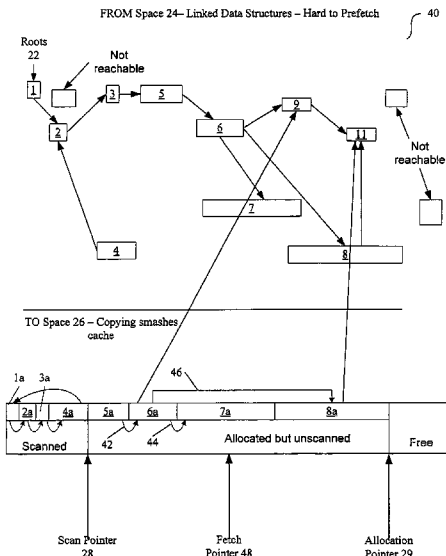 FROM Space 24– Linked Data Structures – Hard to Prefetch
40
Roots
22
Not
reachable
1
3
5
9
2
6
11
Not
reachable
7
4
8
TO Space 26 – Copying smashes
cache
1a
3a
46
2a
4a
5a
6a
7a
8a
42
44
Scanned
Allocated but unscanned
Free
Scan Pointer
28
Fetch
Pointer 48
Allocation
Pointer 29